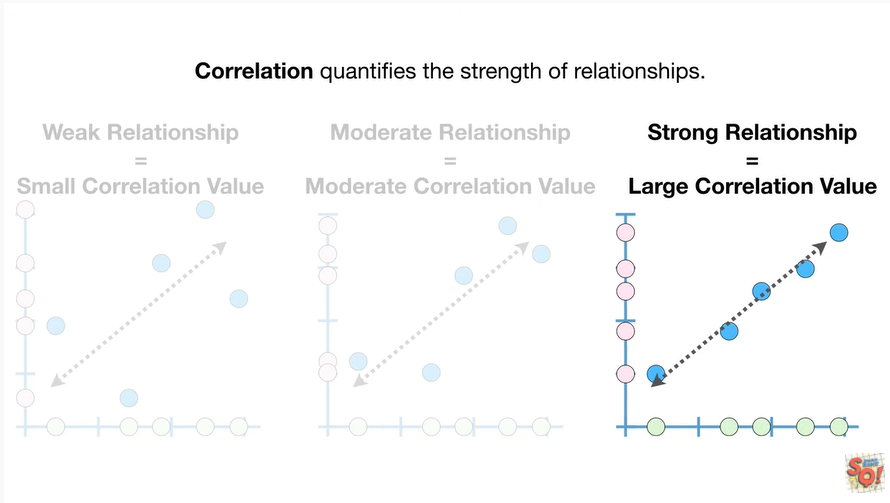 Correlation quantifies the strength of relationships.
Weak Relationship
=
Small Correlation Value
Moderate Relationship
=
Moderate Correlation Value
Strong Relationship
=
Large Correlation Value
SQ!